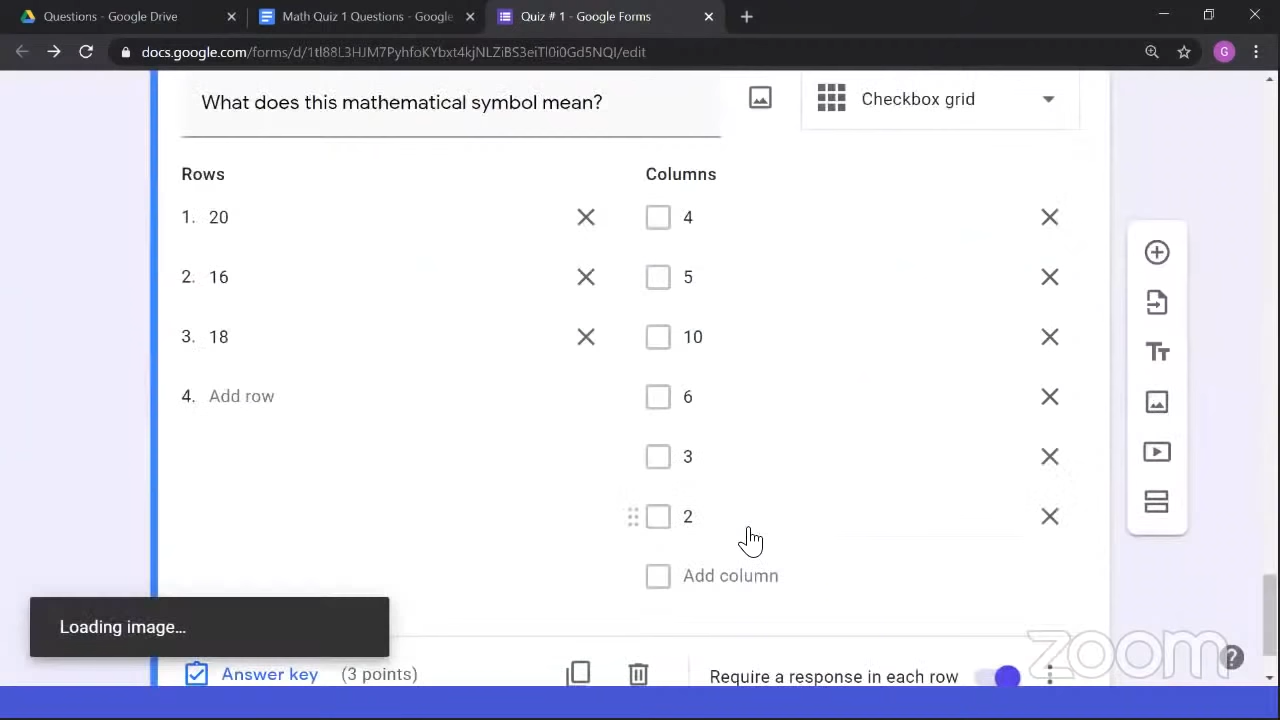 Questions - Google Drive
Math Quiz 1 Questions - Google
Quiz # 1 - Google Forms
docs.google.com/forms/d/1tl88L3HJM7PyhfoKYbxt4kjNLZiBS3eiTl0i0Gd5NQI/edit
G
What does this mathematical symbol mean?
Checkbox grid
Rows
Columns
1. 20
4
2. 16
5
3. 18
10
4. Add row
6
3
2
Add column
Tт
Loading image...
Answer key (3 points)
Require a response in each row
zoom